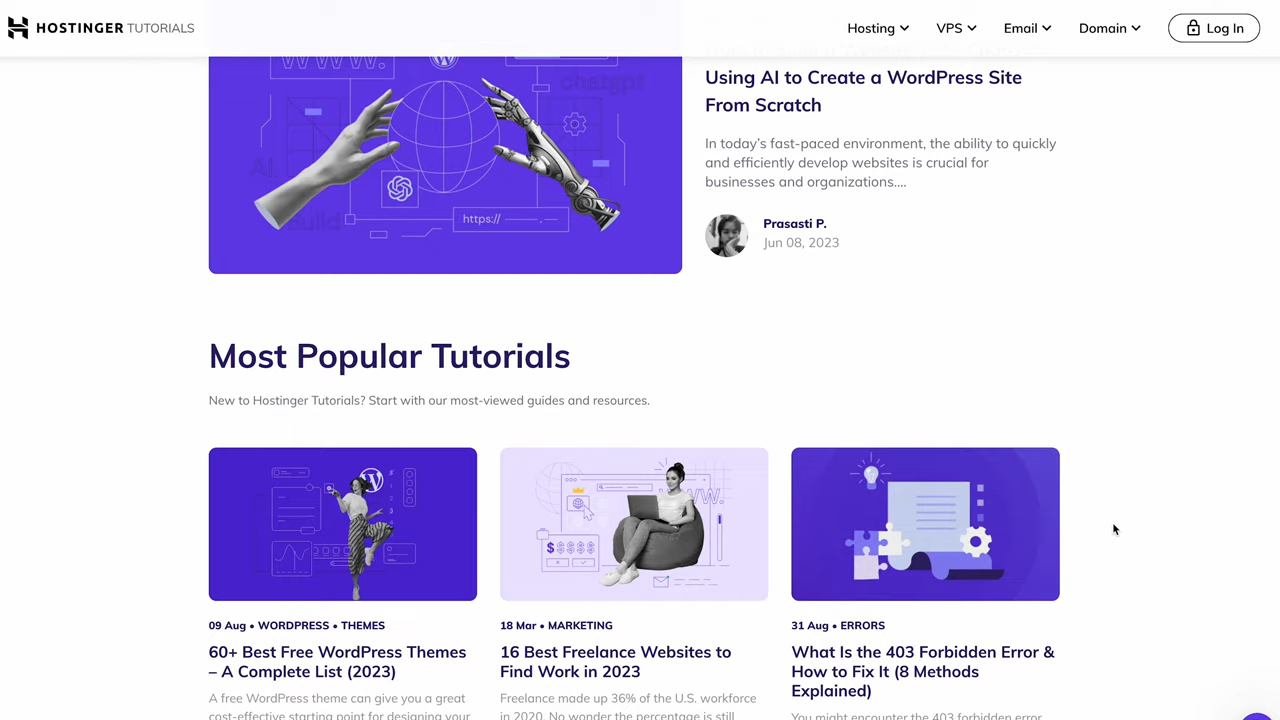 HOSTINGER TUTORIALS
Hosting
VPS
Email
Domain
Log In
WWW.
chatgpt
AI
Build
https://
Using AI to Create a WordPress Site
From Scratch
In today's fast-paced environment, the ability to quickly
and efficiently develop websites is crucial for
businesses and organizations....
Prasasti P.
Jun 08, 2023
Most Popular Tutorials
New to Hostinger Tutorials? Start with our most-viewed guides and resources.
09 Aug • WORDPRESS • THEMES
60+ Best Free WordPress Themes
– A Complete List (2023)
A free WordPress theme can give you a great
cost-effective starting point for designing your
WWW.
$ $ $ $ $
18 Mar • MARKETING
16 Best Freelance Websites to
Find Work in 2023
Freelance made up 36% of the U.S. workforce
in 2020. No wonder the percentage is still
31 Aug • ERRORS
What Is the 403 Forbidden Error &
How to Fix It (8 Methods
Explained)
You might encounter the 403 forbidden error